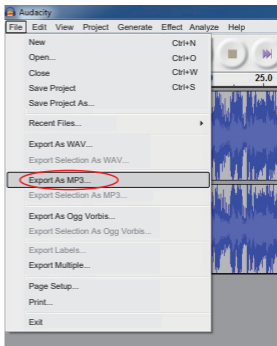 Audacity
File Edit View Project Generate Effect Analyze Help
New Ctrl+N
Open... Ctrl+O
Close Ctrl+W
Save Project Ctrl+S
Save Project As...
25.0
Recent Files...
Export As WAV...
Export Selection As WAV...
Export As MP3...
Export Selection As MP3...
Export As Ogg Vorbis...
Export Selection As Ogg Vorbis...
Export Labels...
Export Multiple...
Page Setup...
Print...
Exit